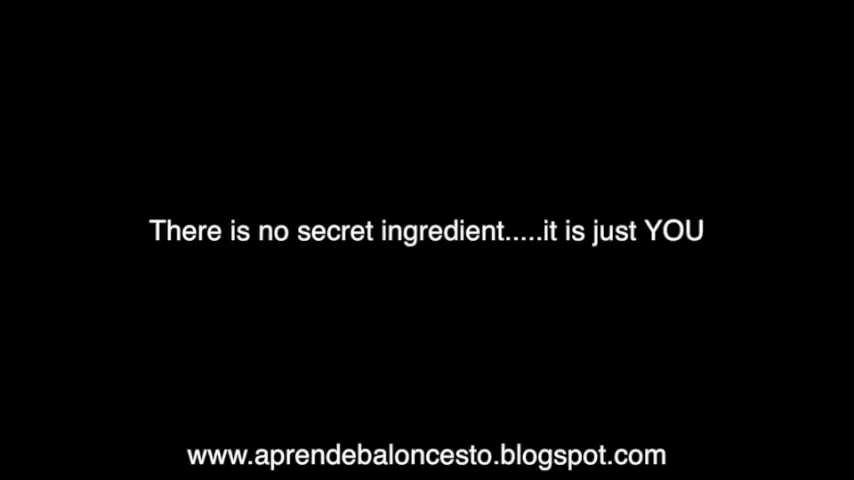 There is no secret ingredient.....it is just YOU
www.aprendebaloncesto.blogspot.com